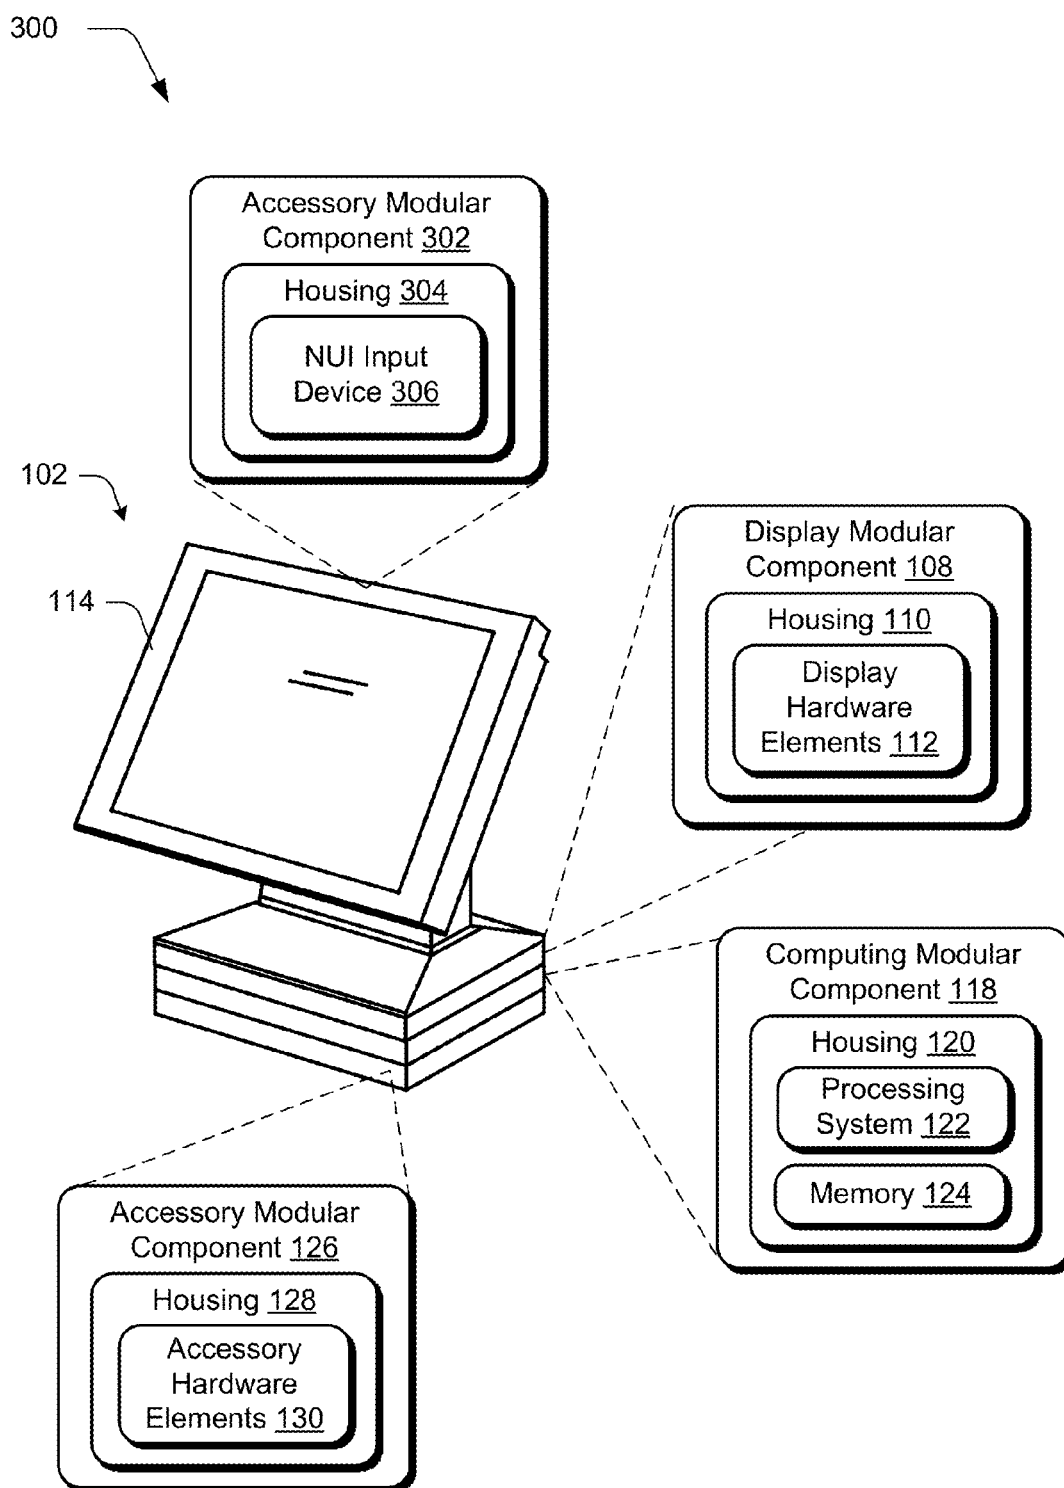 300
Accessory Modular
Component 302
Housing 304
NUI Input
Device 306
102
114
Display Modular
Component 108
Housing 110
Display
Hardware
Elements 112
Computing Modular
Component 118
Housing 120
Processing
System 122
Memory 124
Accessory Modular
Component 126
Housing 128
Accessory
Hardware
Elements 130